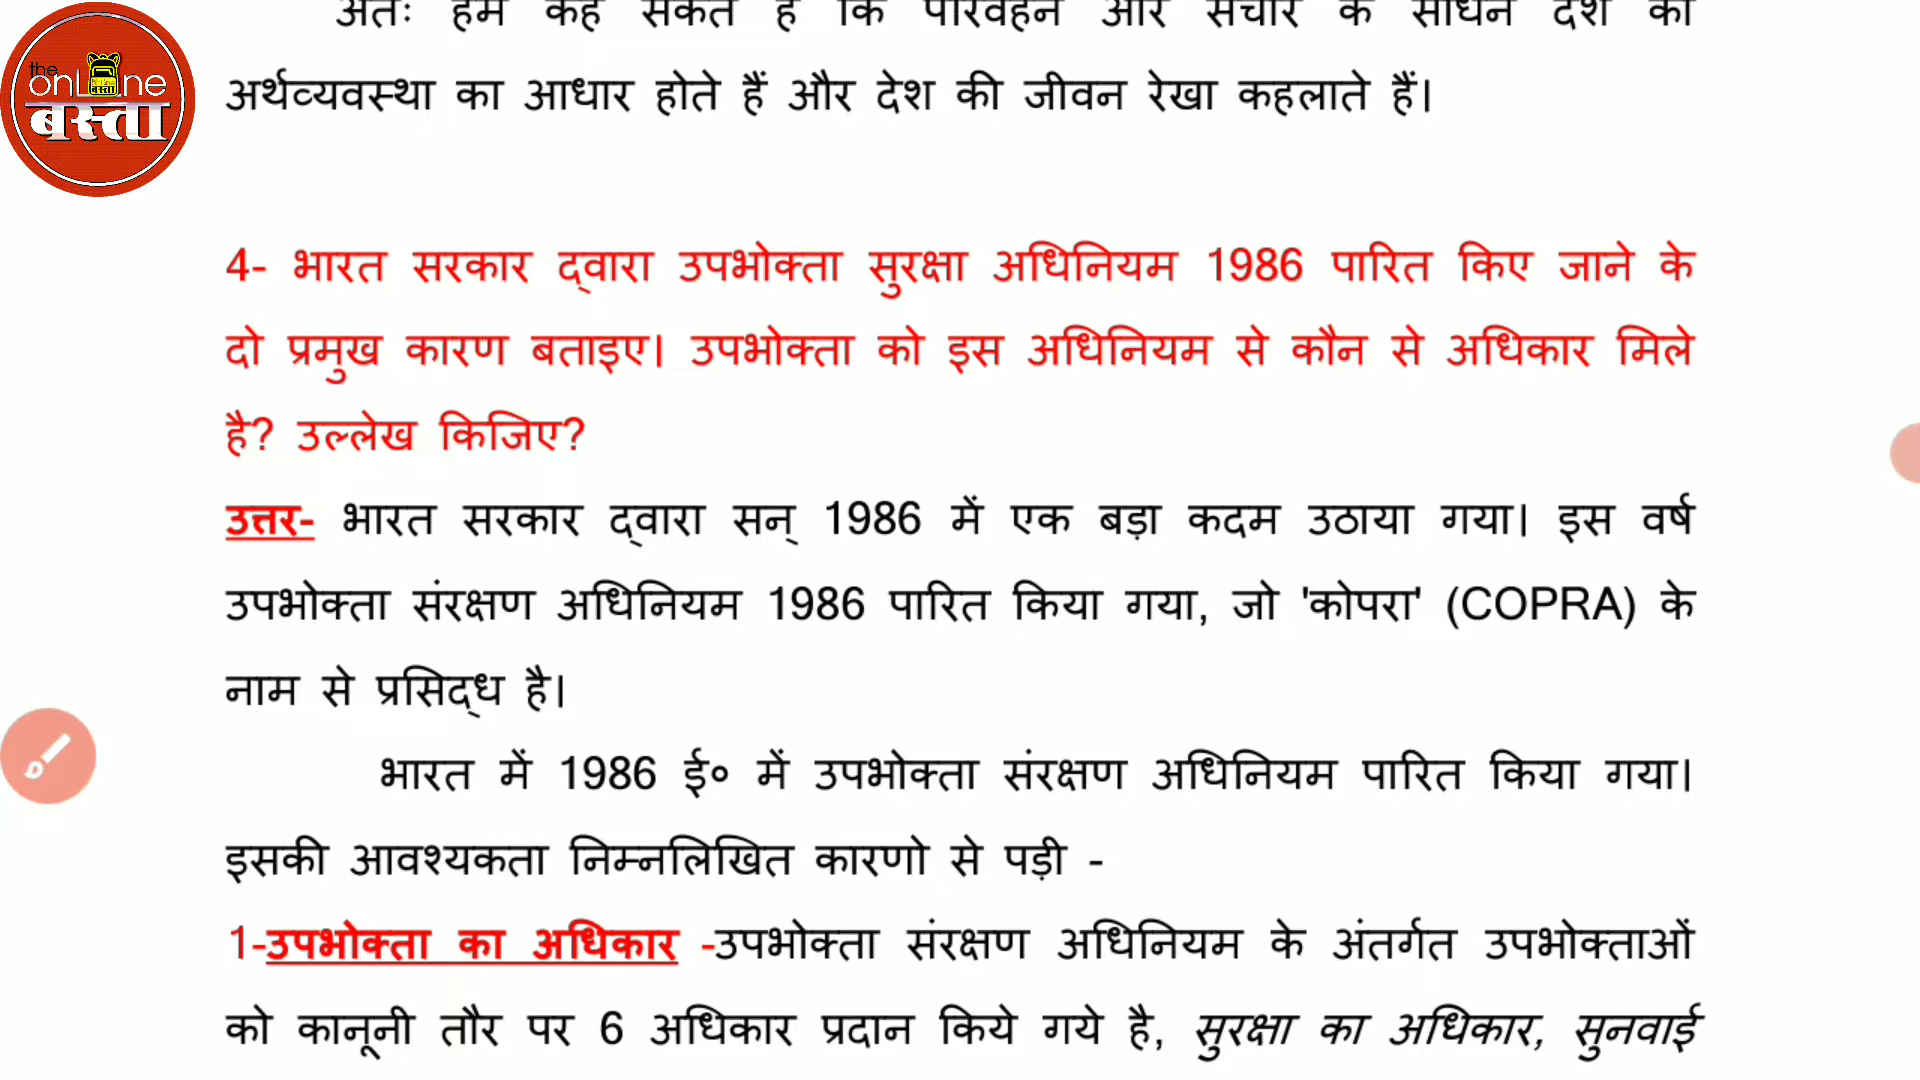 the
onLine
बस्ता
अतः हम कह सकते हैं कि परिवहन और संचार के साधन देश की
अर्थव्यवस्था का आधार होते हैं और देश की जीवन रेखा कहलाते हैं।
4- भारत सरकार द्वारा उपभोक्ता सुरक्षा अधिनियम 1986 पारित किए जाने के
दो प्रमुख कारण बताइए। उपभोक्ता को इस अधिनियम से कौन से अधिकार मिले
है? उल्लेख किजिए?
उत्तर- भारत सरकार द्वारा सन् 1986 में एक बड़ा कदम उठाया गया। इस वर्ष
उपभोक्ता संरक्षण अधिनियम 1986 पारित किया गया, जो 'कोपरा' (COPRA) के
नाम से प्रसिद्ध है।
भारत में 1986 ई० में उपभोक्ता संरक्षण अधिनियम पारित किया गया।
इसकी आवश्यकता निम्नलिखित कारणो से पड़ी -
1-उपभोक्ता का अधिकार -उपभोक्ता संरक्षण अधिनियम के अंतर्गत उपभोक्ताओं
को कानूनी तौर पर 6 अधिकार प्रदान किये गये है, सुरक्षा का अधिकार, सुनवाई